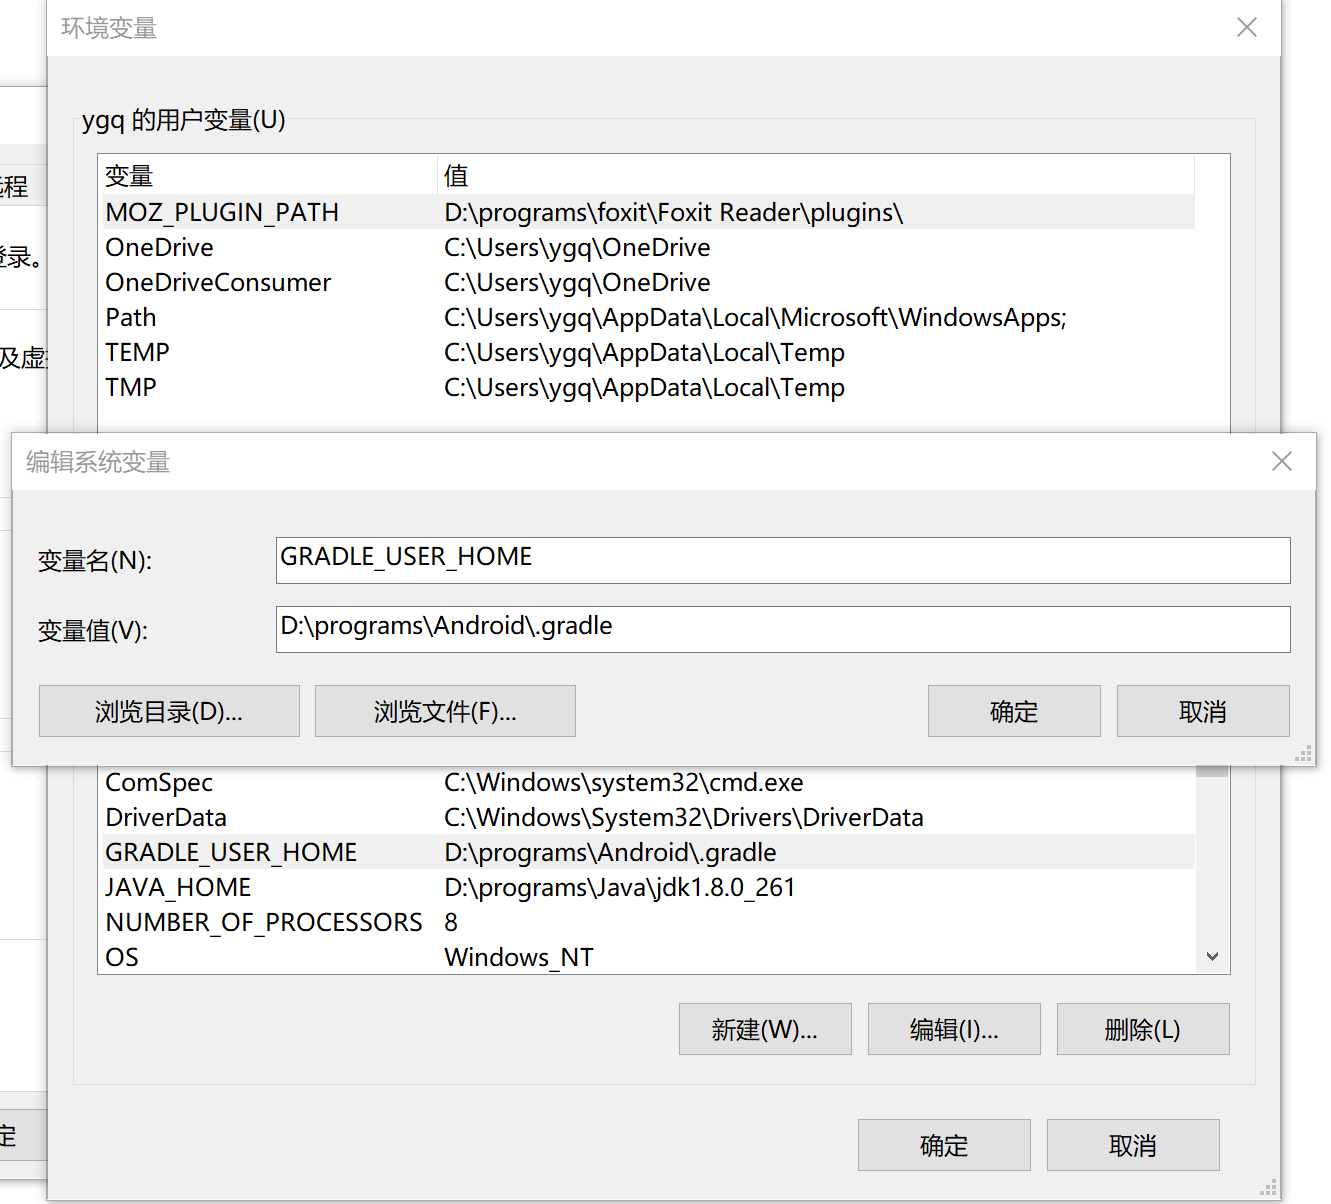 环境变量
ygq 的用户变量(U)
变量 值
MOZ_PLUGIN_PATH D:\programs\foxit\Foxit Reader\plugins\
OneDrive C:\Users\ygq\OneDrive
OneDriveConsumer C:\Users\ygq\OneDrive
Path C:\Users\ygq\AppData\Local\Microsoft\WindowsApps;
TEMP C:\Users\ygq\AppData\Local\Temp
TMP C:\Users\ygq\AppData\Local\Temp
程
登录。
及虚
编辑系统变量
变量名(N): GRADLE_USER_HOME
变量值(V): D:\programs\Android\.gradle
浏览目录(D)... 浏览文件(F)... 确定 取消
ComSpec C:\Windows\system32\cmd.exe
DriverData C:\Windows\System32\Drivers\DriverData
GRADLE_USER_HOME D:\programs\Android\.gradle
JAVA_HOME D:\programs\Java\jdk1.8.0_261
NUMBER_OF_PROCESSORS 8
OS Windows_NT
新建(W)... 编辑(I)... 删除(L)
定
确定 取消